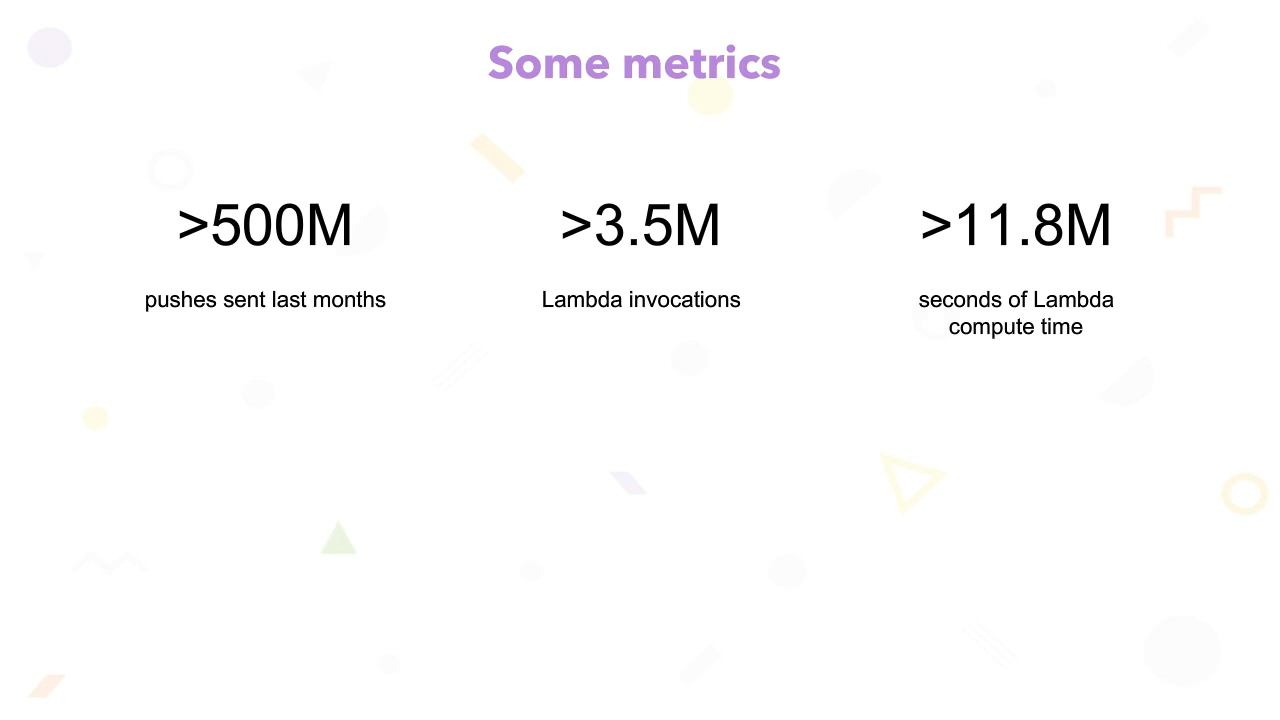 Some metrics
>500M
pushes sent last months
>3.5M
Lambda invocations
>11.8M
seconds of Lambda
compute time